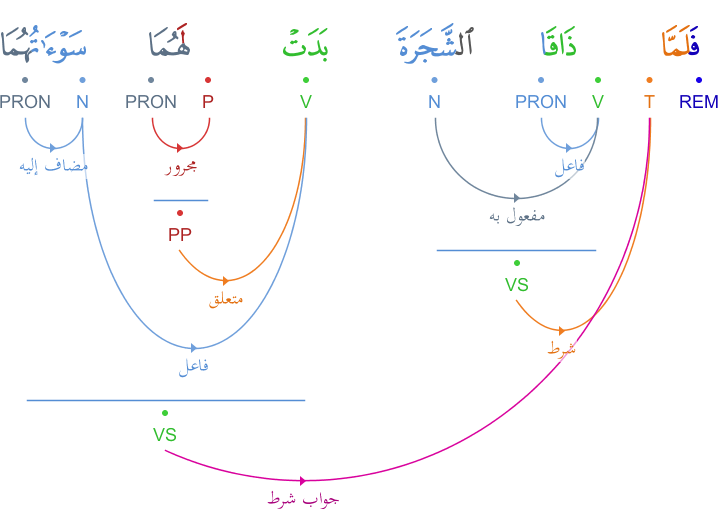 فَلَمَّا ذَاقَا ٱلشَّجَرَةَ بَدَتْ لَهُمَا سَوْءَٰتُهُمَا
REM T V PRON N V P PRON N PRON
فاعل مجرور مضاف إليه
مفعول به
PP
VS
متعلق
شرط
فاعل
VS
جواب شرط